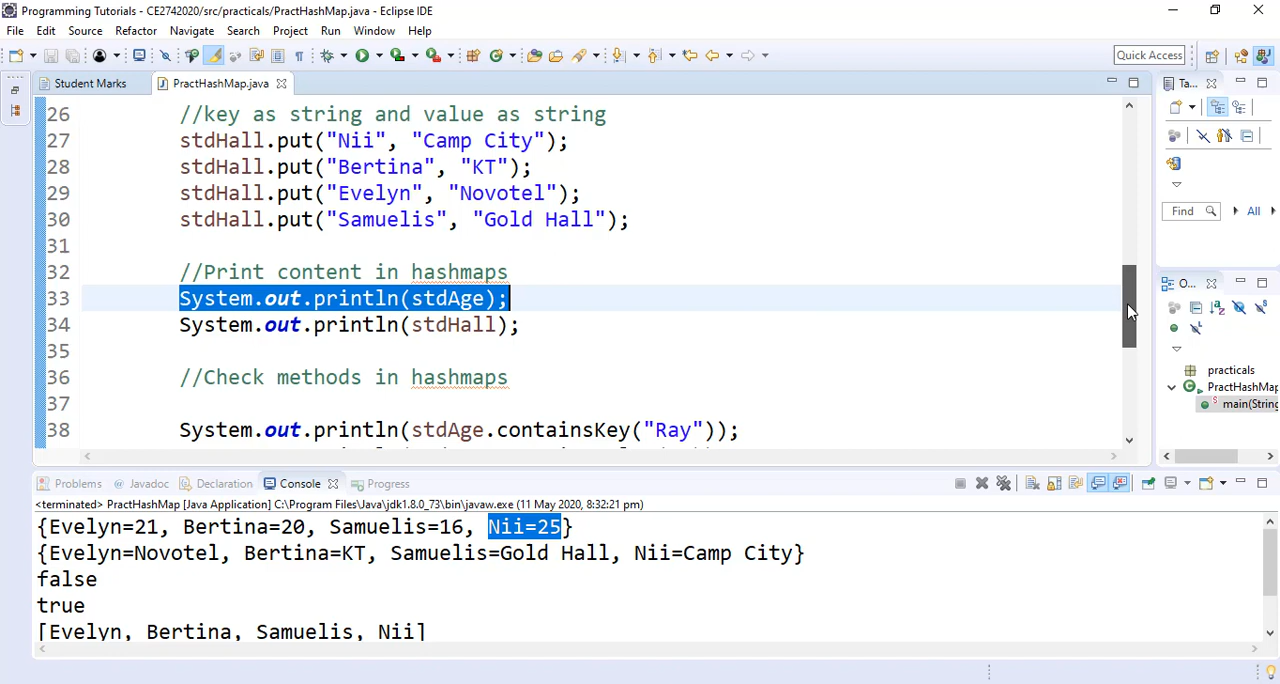 Programming Tutorials - CE2742020/src/practicals/PractHashMap.java - Eclipse IDE
File Edit Source Refactor Navigate Search Project Run Window Help
Quick Access
Student Marks PractHashMap.java Ta...
26 //key as string and value as string
27 stdHall.put("Nii", "Camp City");
28 stdHall.put("Bertina", "KT");
29 stdHall.put("Evelyn", "Novotel");
30 stdHall.put("Samuelis", "Gold Hall");
31
32 //Print content in hashmaps
33 System.out.println(stdAge);
34 System.out.println(stdHall);
35
36 //Check methods in hashmaps
37
38 System.out.println(stdAge.containsKey("Ray"));
Find All
O...
practicals
PractHashMap
main(String
Problems Javadoc Declaration Console Progress
<terminated> PractHashMap [Java Application] C:\Program Files\Java\jdk1.8.0_73\bin\javaw.exe (11 May 2020, 8:32:21 pm)
{Evelyn=21, Bertina=20, Samuelis=16, Nii=25}
{Evelyn=Novotel, Bertina=KT, Samuelis=Gold Hall, Nii=Camp City}
false
true
[Evelyn, Bertina, Samuelis, Nii]